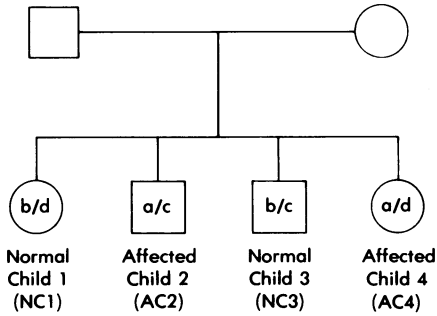 b/d a/c b/c a/d
Normal Affected Normal Affected
Child 1 Child 2 Child 3 Child 4
(NC1) (AC2) (NC3) (AC4)